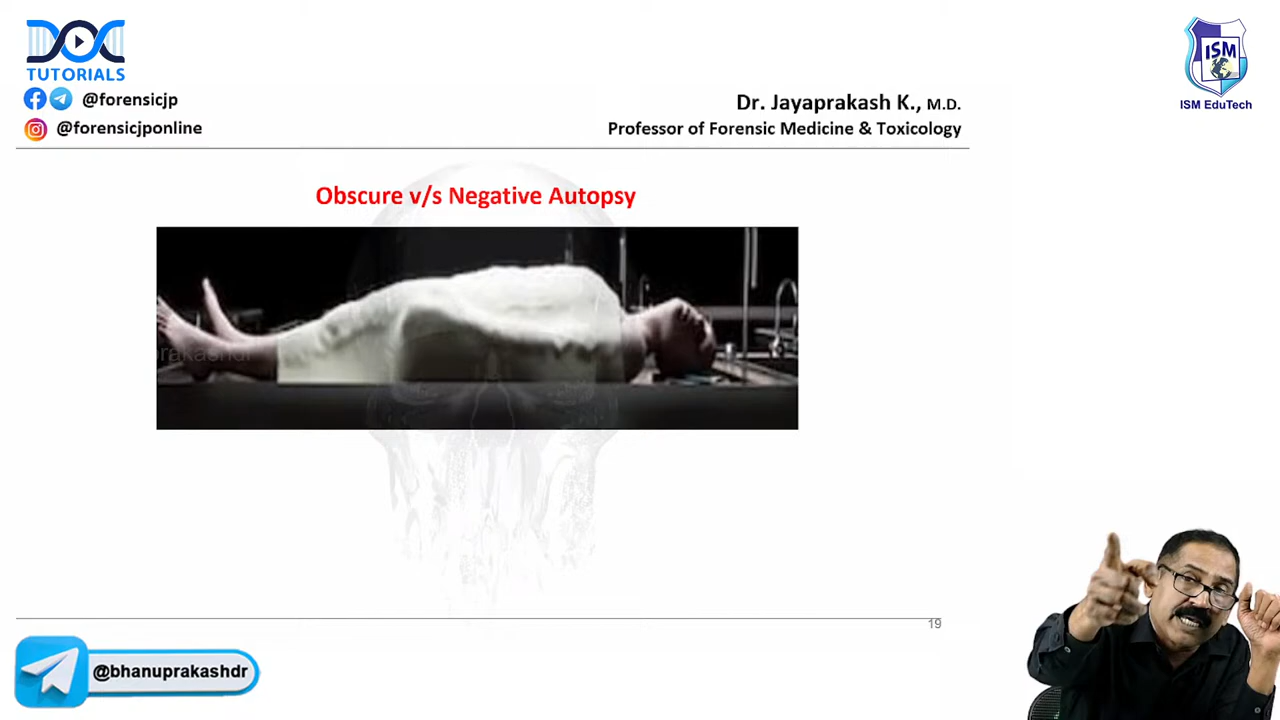 DOC
TUTORIALS
@forensicjp
@forensicjponline
Dr. Jayaprakash K., M.D.
Professor of Forensic Medicine & Toxicology
ISM
ISM EduTech
Obscure v/s Negative Autopsy
prakashdr
19
@bhanuprakashdr